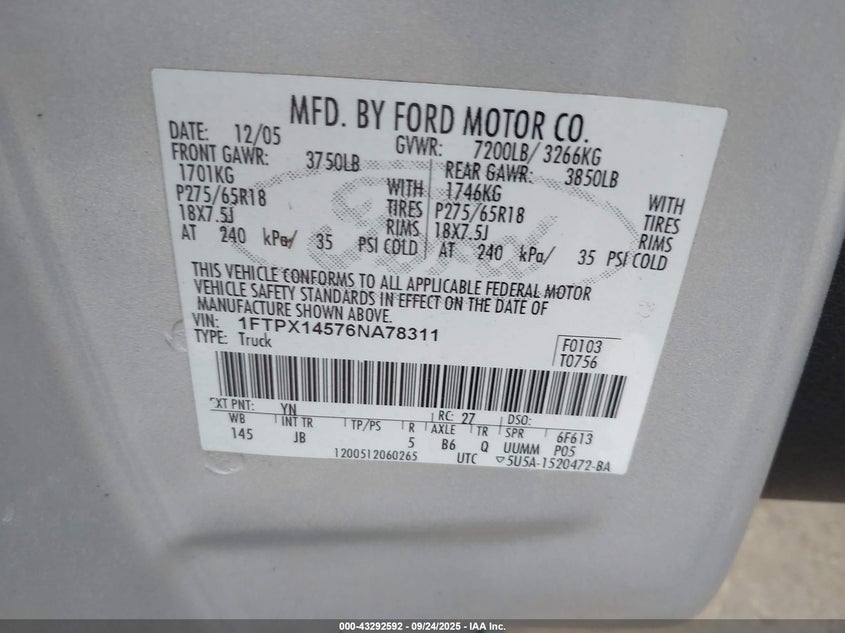 MFD. BY FORD MOTOR CO.
DATE: 12/05 GVWR: 7200LB/ 3266KG
FRONT GAWR: 3750LB REAR GAWR: 3850LB
1701KG WITH 1746KG WITH
P275/65R18 TIRES P275/65R18 TIRES
18X7.5J RIMS 18X7.5J RIMS
AT 240 kPa/ 35 PSI COLD AT 240 kPa/ 35 PSI COLD
Ford
THIS VEHICLE CONFORMS TO ALL APPLICABLE FEDERAL MOTOR
VEHICLE SAFETY STANDARDS IN EFFECT ON THE DATE OF
MANUFACTURE SHOWN ABOVE.
VIN: 1FTPX14576NA78311 F0103
TYPE: Truck T0756
EXT PNT: YN RC: 27 DSO:
WB INT TR TP/PS R AXLE TR SPR 6F613
145 JB 5 B6 Q UUMM P05
1200512060265 UTC ▽5U5A-1520472-BA
000-43292592 - 09/24/2025 - IAA Inc.